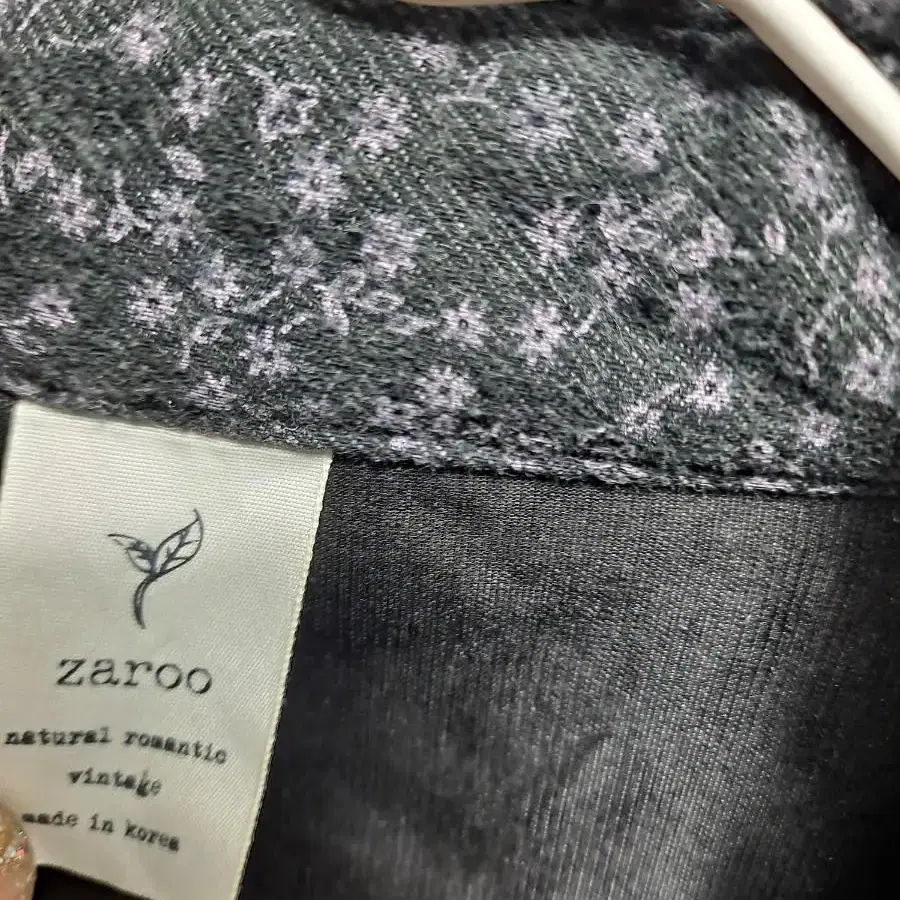 zaroo
natural romantic
vintage
made in korea